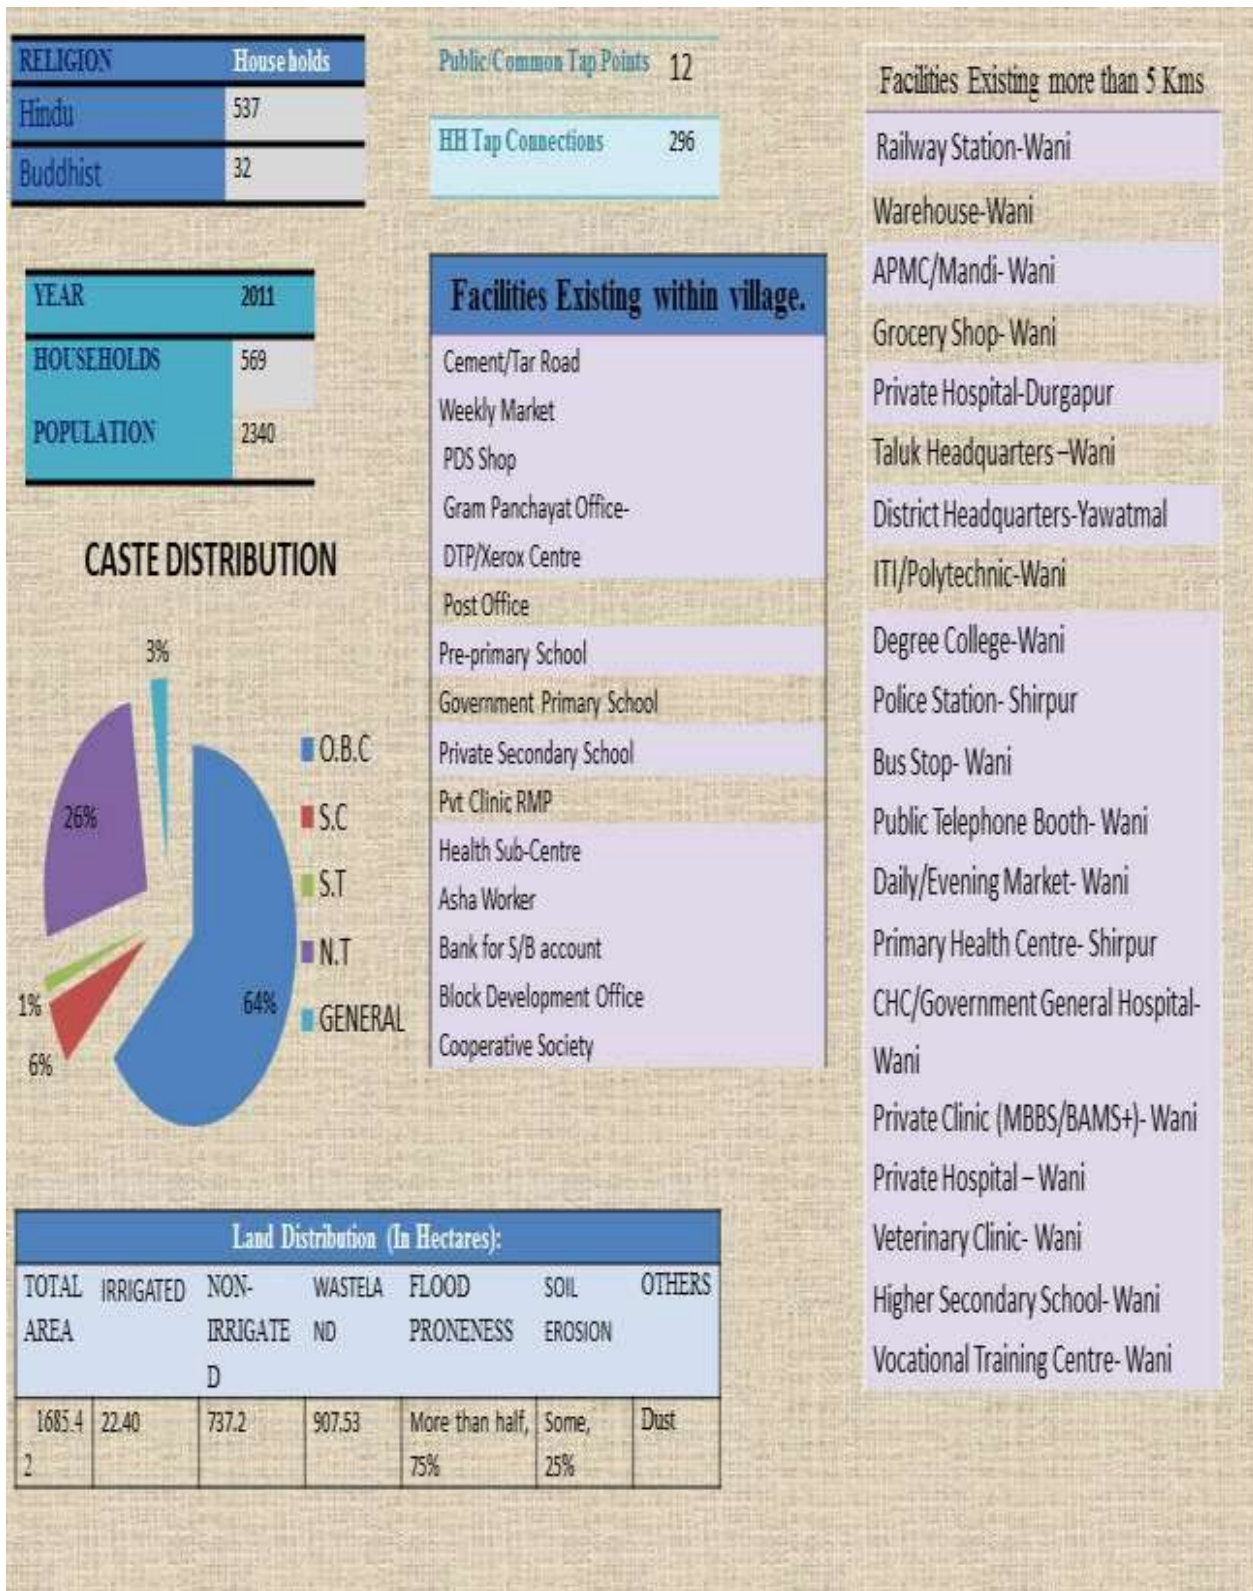 RELIGION House holds
Hindu 537
Buddhist 32
YEAR 2011
HOUSEHOLDS 569
POPULATION 2340
CASTE DISTRIBUTION
3%
26%
1%
6%
64%
O.B.C
S.C
S.T
N.T
GENERAL
Public/Common Tap Points 12
HH Tap Connections 296
Facilities Existing within village.
Cement/Tar Road
Weekly Market
PDS Shop
Gram Panchayat Office-
DTP/Xerox Centre
Post Office
Pre-primary School
Government Primary School
Private Secondary School
Pvt Clinic RMP
Health Sub-Centre
Asha Worker
Bank for S/B account
Block Development Office
Cooperative Society
Facilities Existing more than 5 Kms
Railway Station-Wani
Warehouse-Wani
APMC/Mandi- Wani
Grocery Shop- Wani
Private Hospital-Durgapur
Taluk Headquarters –Wani
District Headquarters-Yawatmal
ITI/Polytechnic-Wani
Degree College-Wani
Police Station- Shirpur
Bus Stop- Wani
Public Telephone Booth- Wani
Daily/Evening Market- Wani
Primary Health Centre- Shirpur
CHC/Government General Hospital-
Wani
Private Clinic (MBBS/BAMS+)- Wani
Private Hospital – Wani
Veterinary Clinic- Wani
Higher Secondary School- Wani
Vocational Training Centre- Wani
Land Distribution (In Hectares):
TOTAL IRRIGATED NON- WASTELA FLOOD SOIL OTHERS
AREA IRRIGATE ND PRONENESS EROSION
D
1685.4 22.40 737.2 907.53 More than half, Some, Dust
2 75% 25%